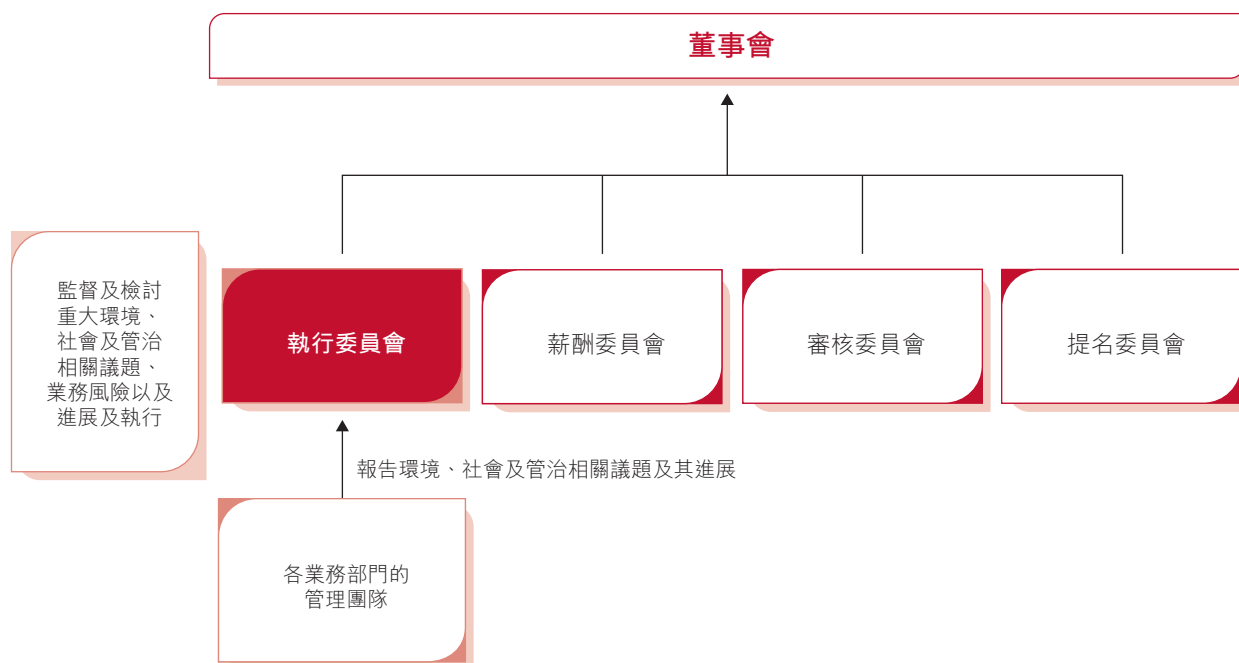 董事會
監督及檢討
重大環境、
社會及管治
相關議題、
業務風險以及
進展及執行
執行委員會
薪酬委員會
審核委員會
提名委員會
報告環境、社會及管治相關議題及其進展
各業務部門的
管理團隊